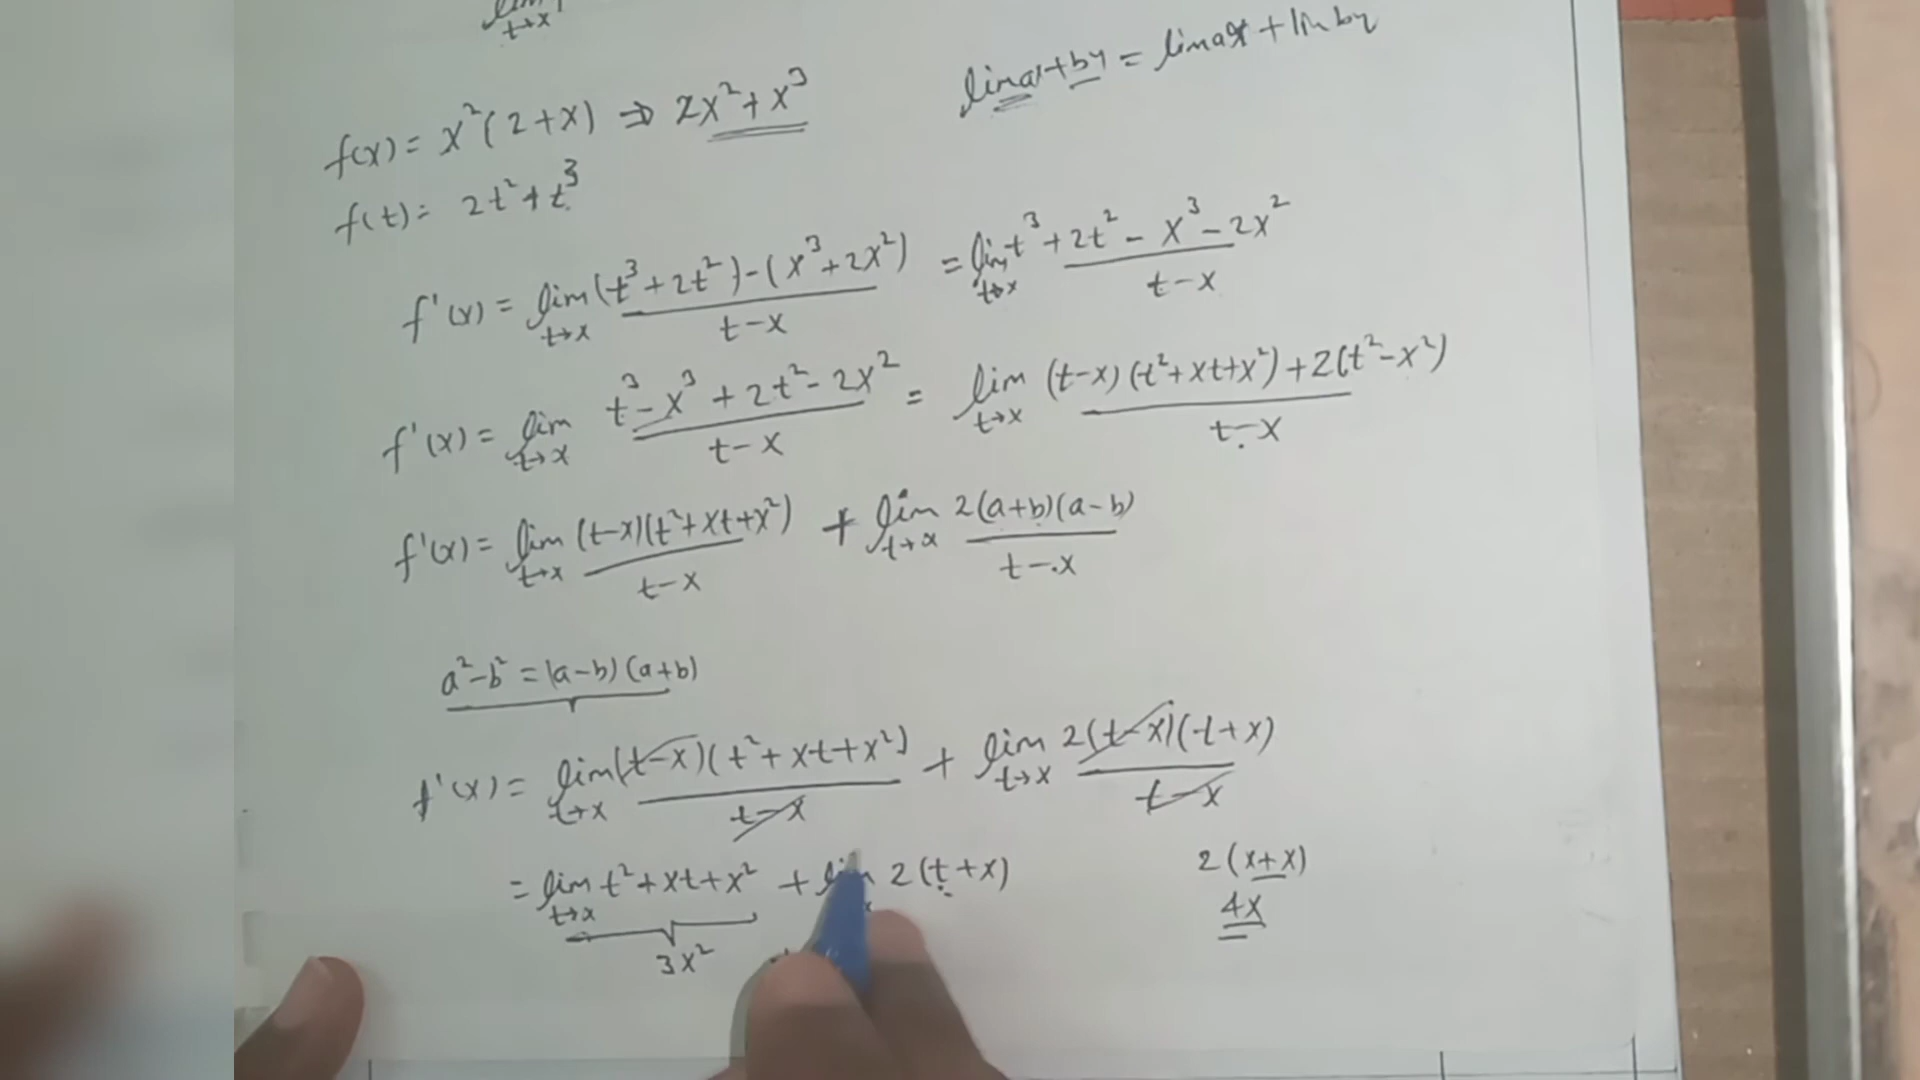 lim
t→x
f(x) = x²(2+x) ⇒ 2x²+x³
lim ax+by = lim ax + lim by
f(t) = 2t²+t³
f'(x) = lim t→x (t³+2t²)-(x³+2x²) / t-x = lim t→x t³+2t²-x³-2x² / t-x
f'(x) = lim t→x t³-x³+2t²-2x² / t-x = lim t→x (t-x)(t²+xt+x²)+2(t²-x²) / t-x
f'(x) = lim t→x (t-x)(t²+xt+x²) / t-x + lim t→x 2(a+b)(a-b) / t-x
a²-b² = (a-b)(a+b)
f'(x) = lim t→x (t-x)(t²+xt+x²) / t-x + lim t→x 2(t-x)(t+x) / t-x
= lim t→x t²+xt+x² + 2(t+x)
2(x+x)
3x²
4x